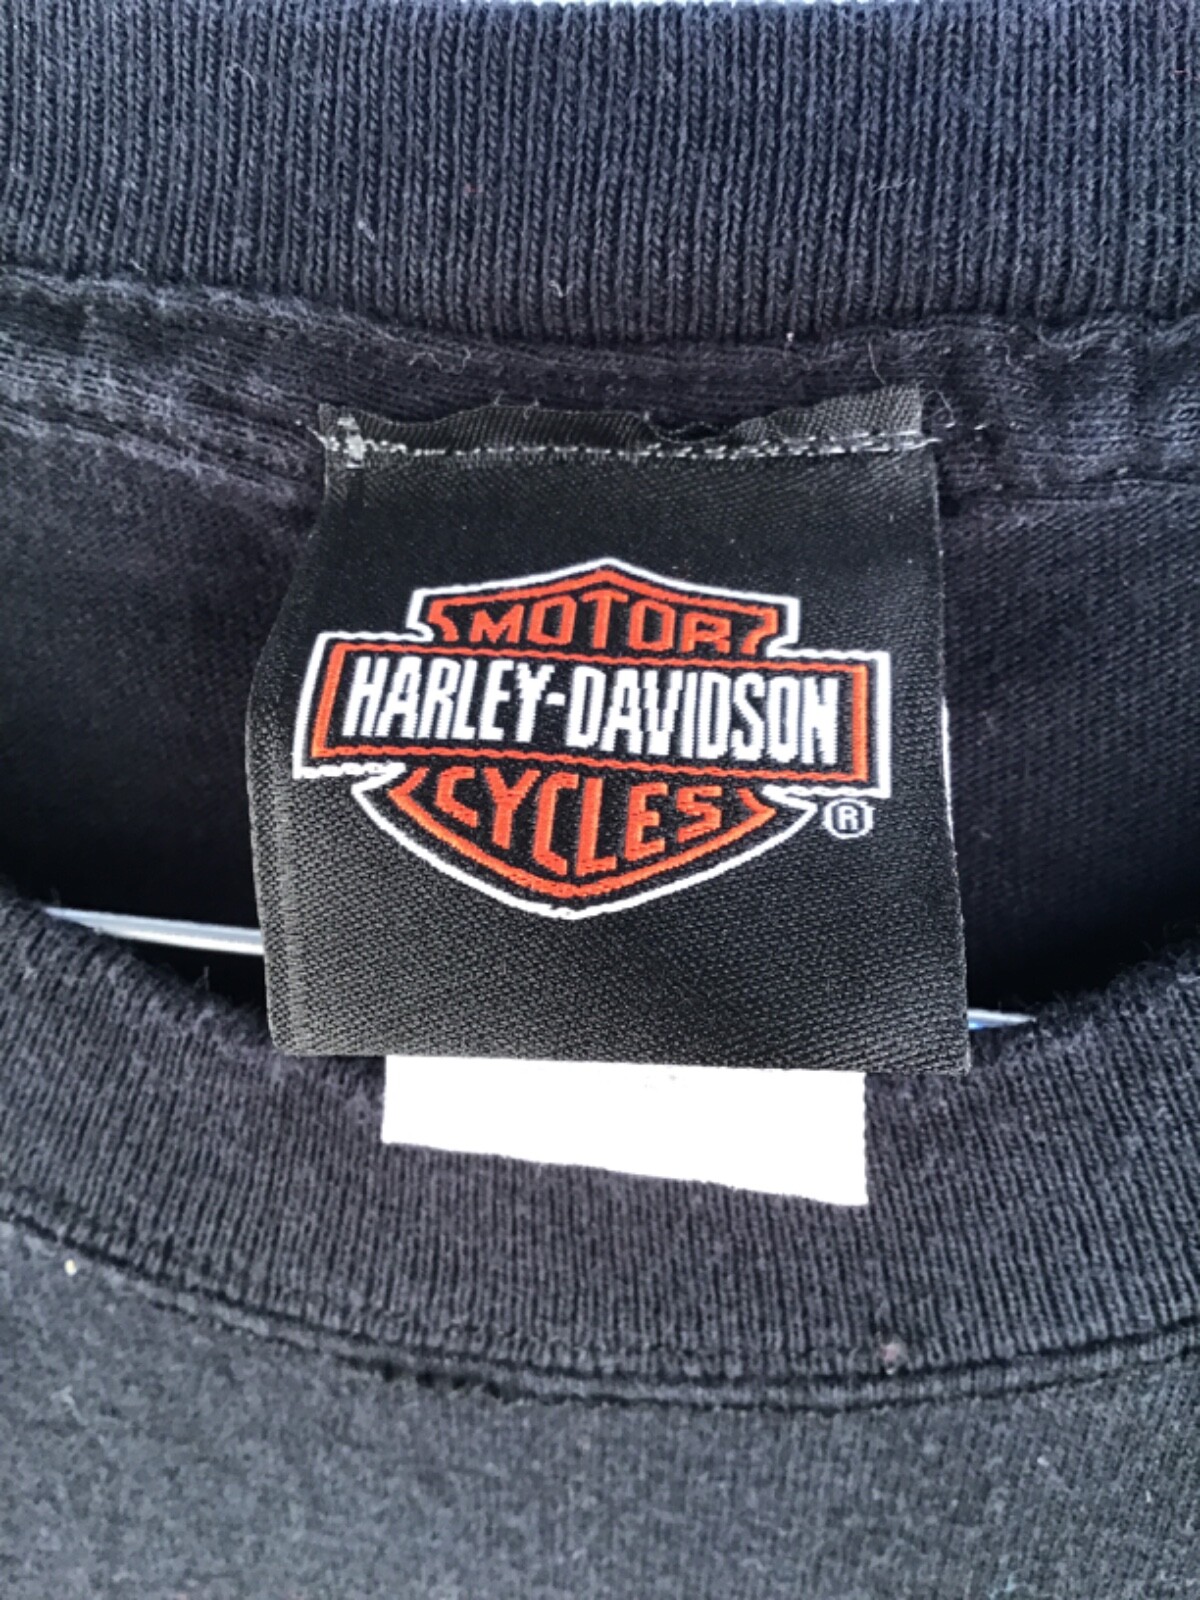 MOTOR
HARLEY-DAVIDSON
CYCLES
®